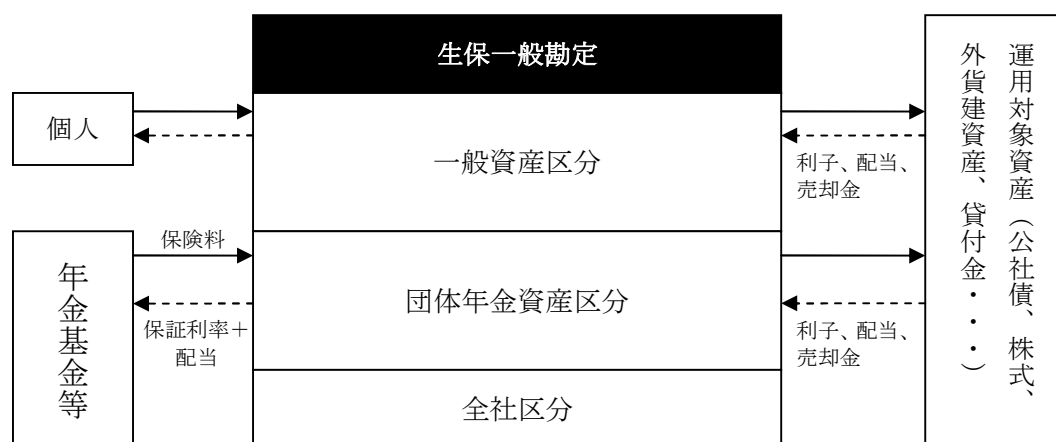 生保一般勘定
個人
一般資産区分
利子、配当、
売却金
年金基金等
保険料
保証利率＋
配当
団体年金資産区分
利子、配当、
売却金
全社区分
運用対象資産（公社債、株式、
外貨建資産、貸付金・・・・）